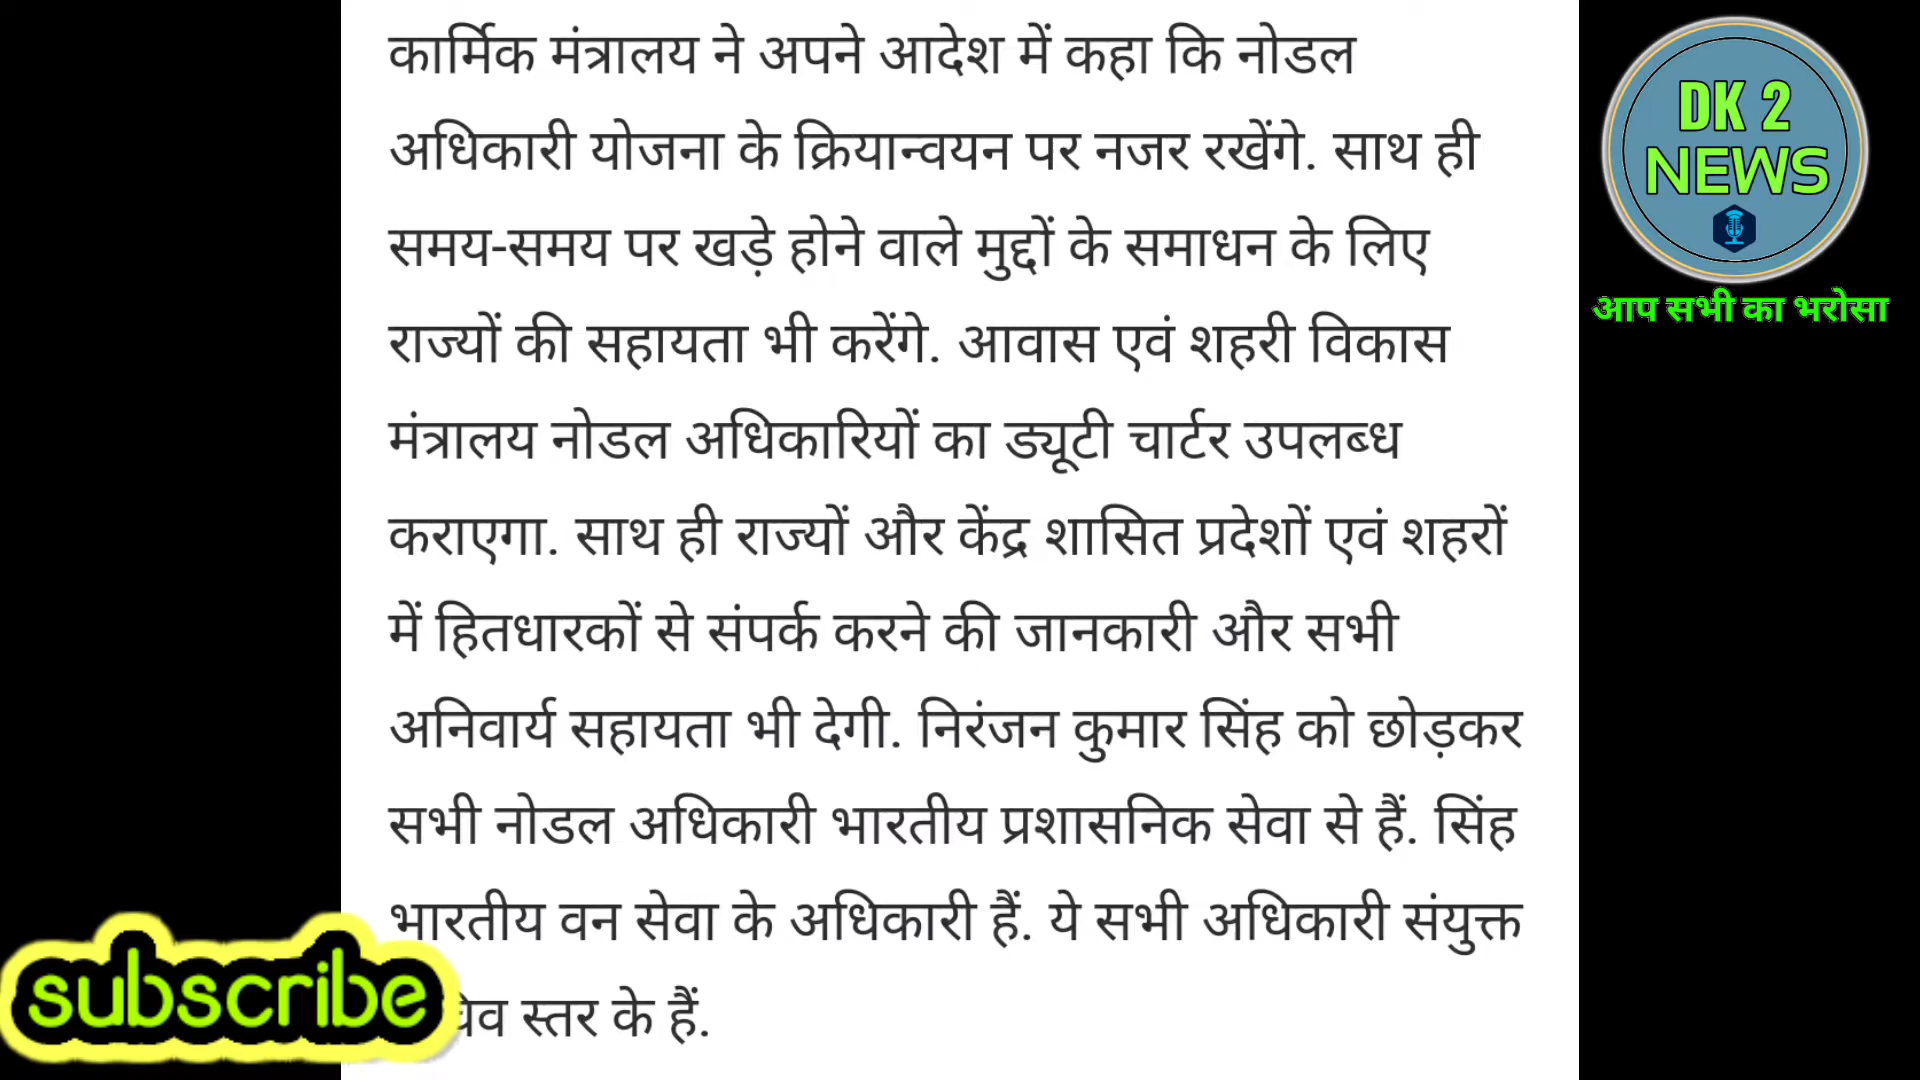 कार्मिक मंत्रालय ने अपने आदेश में कहा कि नोडल
अधिकारी योजना के क्रियान्वयन पर नजर रखेंगे. साथ ही
समय-समय पर खड़े होने वाले मुद्दों के समाधन के लिए
राज्यों की सहायता भी करेंगे. आवास एवं शहरी विकास
मंत्रालय नोडल अधिकारियों का ड्यूटी चार्टर उपलब्ध
कराएगा. साथ ही राज्यों और केंद्र शासित प्रदेशों एवं शहरों
में हितधारकों से संपर्क करने की जानकारी और सभी
अनिवार्य सहायता भी देगी. निरंजन कुमार सिंह को छोड़कर
सभी नोडल अधिकारी भारतीय प्रशासनिक सेवा से हैं. सिंह
भारतीय वन सेवा के अधिकारी हैं. ये सभी अधिकारी संयुक्त
स्तर के हैं.
DK 2
NEWS
आप सभी का भरोसा
subscribe